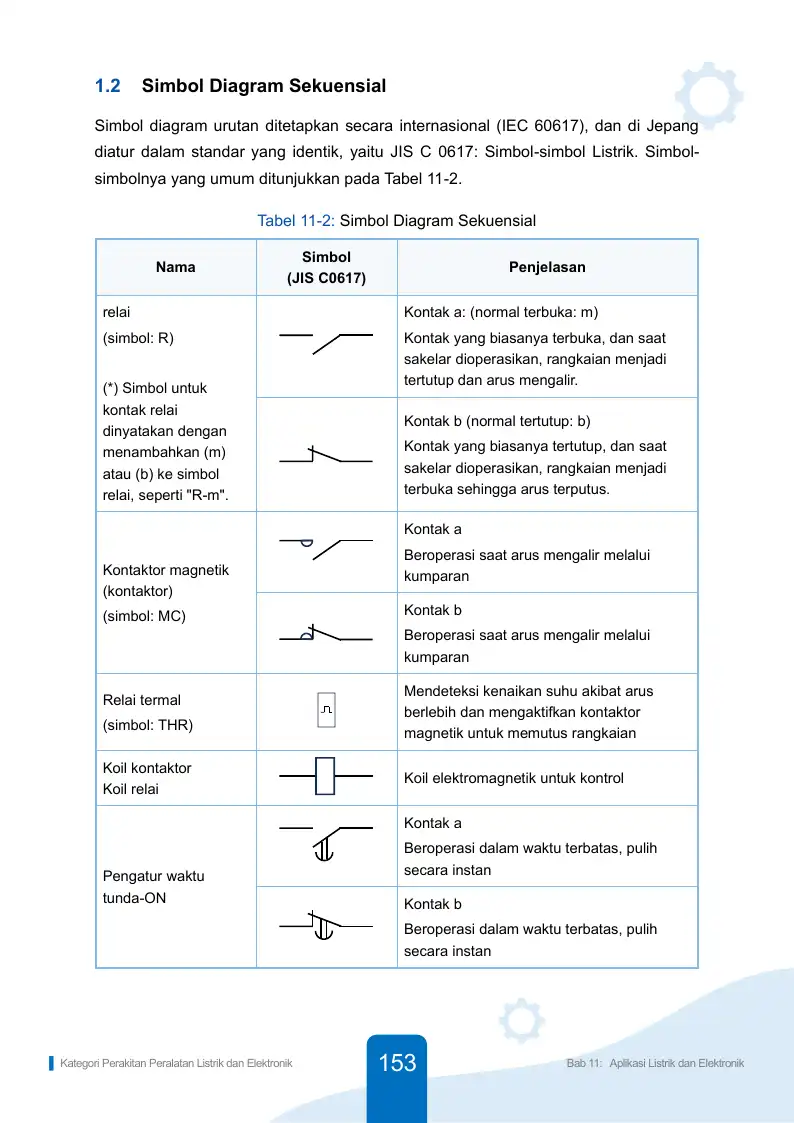 1.2 Simbol Diagram Sekuensial
Simbol diagram urutan ditetapkan secara internasional (IEC 60617), dan di Jepang
diatur dalam standar yang identik, yaitu JIS C 0617: Simbol-simbol Listrik. Simbol-
simbolnya yang umum ditunjukkan pada Tabel 11-2.
Tabel 11-2: Simbol Diagram Sekuensial
Nama
Simbol
(JIS C0617)
Penjelasan
relai
(simbol: R)
(*) Simbol untuk
kontak relai
dinyatakan dengan
menambahkan (m)
atau (b) ke simbol
relai, seperti "R-m".
Kontak a: (normal terbuka: m)
Kontak yang biasanya terbuka, dan saat
sakelar dioperasikan, rangkaian menjadi
tertutup dan arus mengalir.
Kontak b (normal tertutup: b)
Kontak yang biasanya tertutup, dan saat
sakelar dioperasikan, rangkaian menjadi
terbuka sehingga arus terputus.
Kontaktor magnetik
(kontaktor)
(simbol: MC)
Kontak a
Beroperasi saat arus mengalir melalui
kumparan
Kontak b
Beroperasi saat arus mengalir melalui
kumparan
Relai termal
(simbol: THR)
Mendeteksi kenaikan suhu akibat arus
berlebih dan mengaktifkan kontaktor
magnetik untuk memutus rangkaian
Koil kontaktor
Koil relai
Koil elektromagnetik untuk kontrol
Pengatur waktu
tunda-ON
Kontak a
Beroperasi dalam waktu terbatas, pulih
secara instan
Kontak b
Beroperasi dalam waktu terbatas, pulih
secara instan
Kategori Perakitan Peralatan Listrik dan Elektronik
153
Bab 11: Aplikasi Listrik dan Elektronik